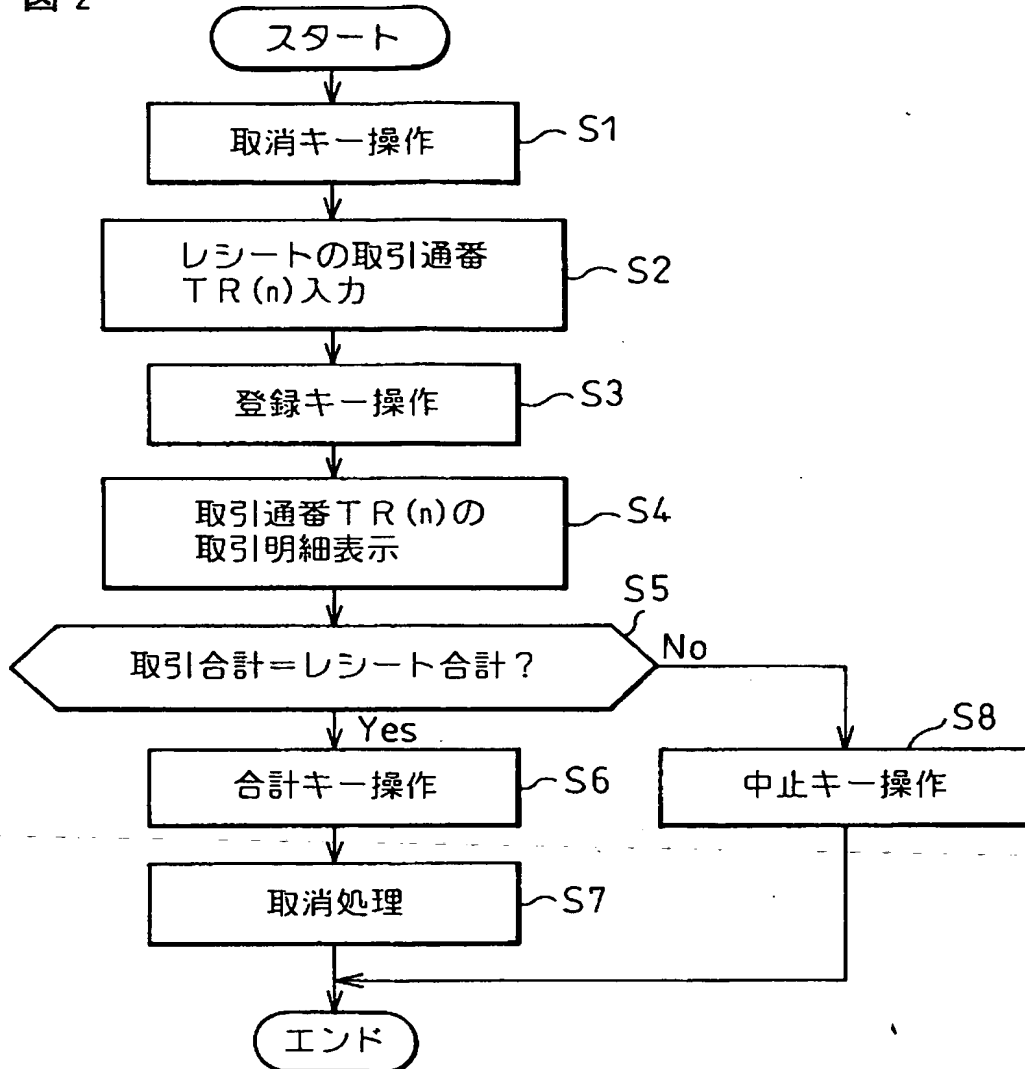 図2
スタート
取消キー操作
S1
レシートの取引通番
TR(n)入力
S2
登録キー操作
S3
取引通番TR(n)の
取引明細表示
S4
S5
取引合計=レシート合計?
No
Yes
S8
合計キー操作
S6
中止キー操作
取消処理
S7
エンド